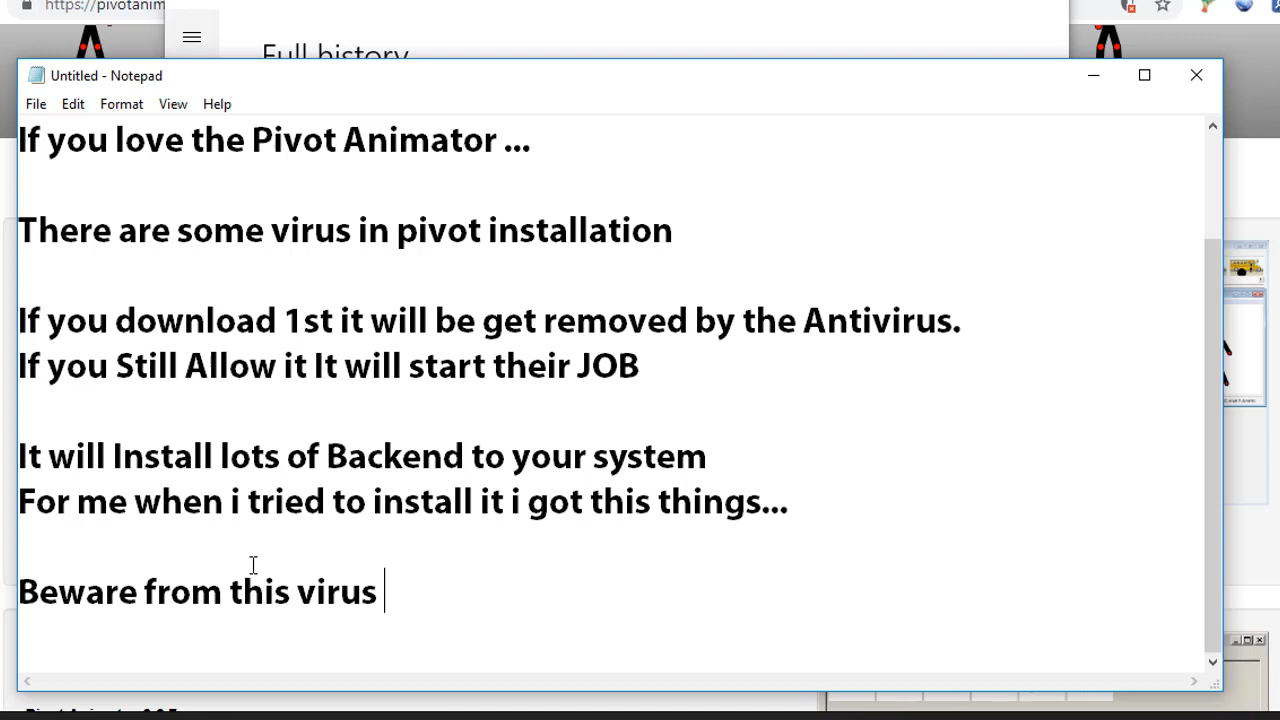 https://pivotanim
Full history
Untitled - Notepad
File Edit Format View Help
If you love the Pivot Animator ...
There are some virus in pivot installation
If you download 1st it will be get removed by the Antivirus.
If you Still Allow it It will start their JOB
It will Install lots of Backend to your system
For me when i tried to install it i got this things...
Beware from this virus